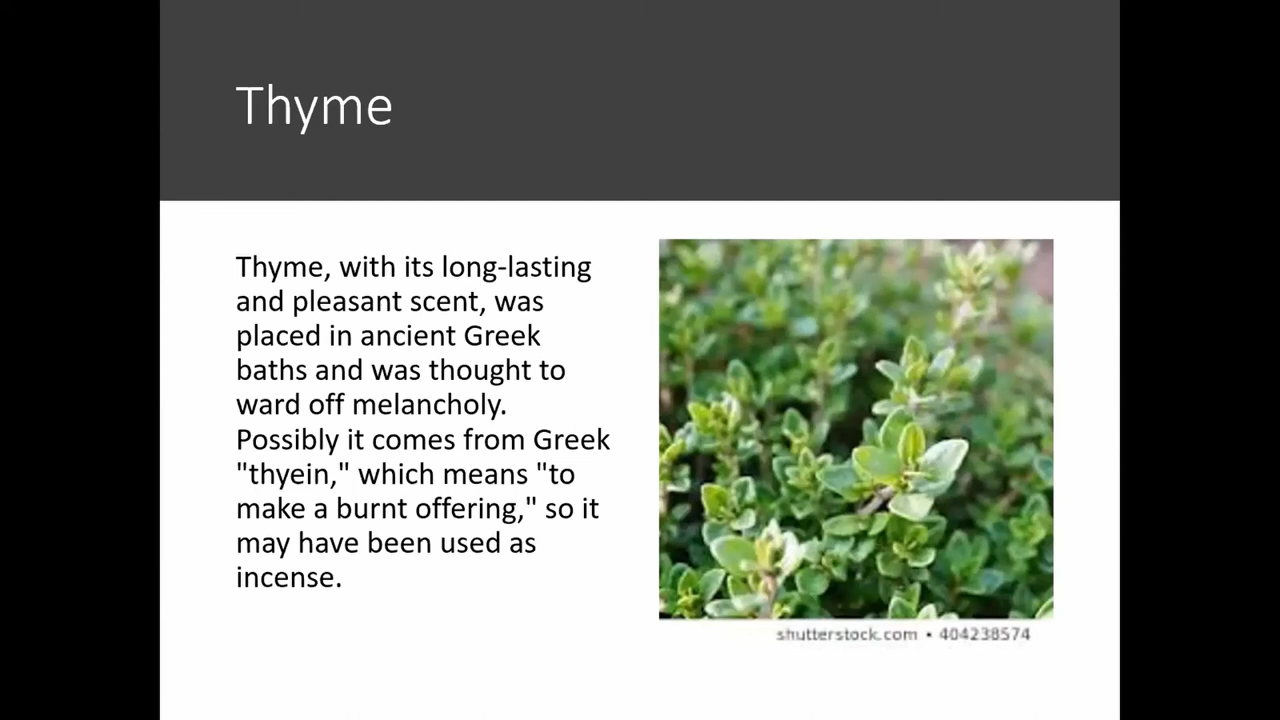 Thyme
Thyme, with its long-lasting
and pleasant scent, was
placed in ancient Greek
baths and was thought to
ward off melancholy.
Possibly it comes from Greek
"thyein," which means "to
make a burnt offering," so it
may have been used as
incense.
shutterstock.com • 404238574